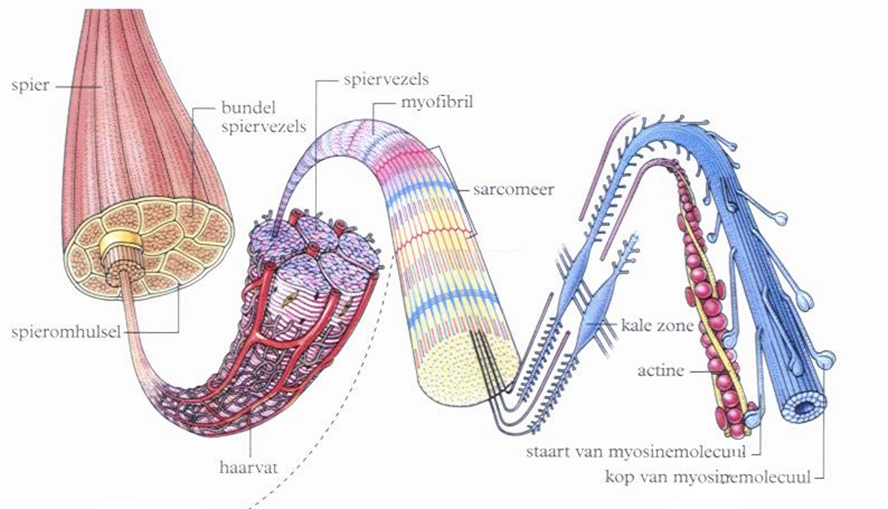 spier
bundel
spiervezels
spiervezels
myofibril
sarcomeer
spieromhulsel
haarvat
kale zone
actine
staart van myosinemolecuul
kop van myosinemolecuul